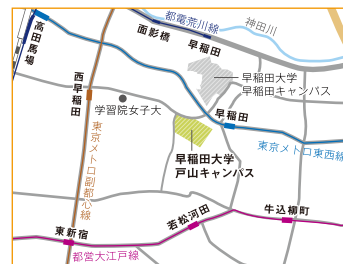 都電荒川線
神田川
面影橋
早稲田
高田馬場
早稲田大学
早稲田キャンパス
西早稲田
学習院女子大
早稲田
東京メトロ東西線
早稲田大学
戸山キャンパス
東京メトロ副都心線
若松河田
牛込柳町
東新宿
都営大江戸線